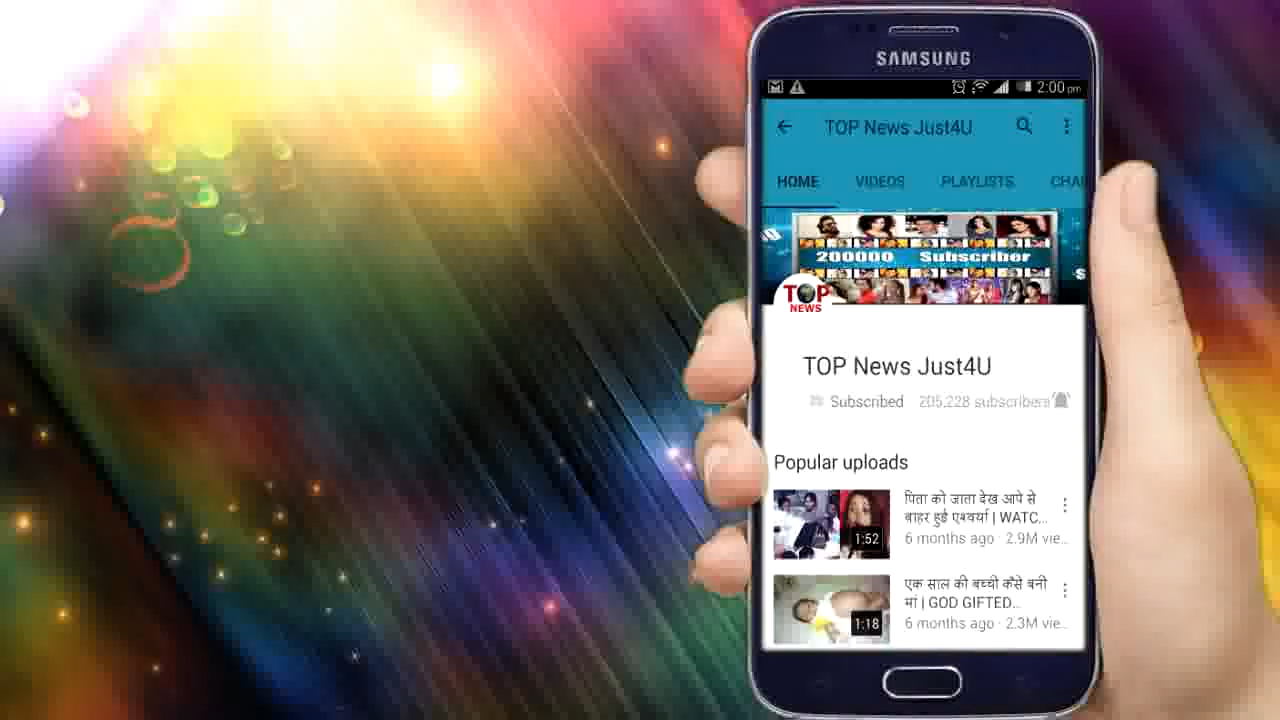 SAMSUNG
2:00 pm
TOP News Just4U
HOME VIDEOS PLAYLISTS CHA
200000 Subscriber
TOP
NEWS
TOP News Just4U
Subscribed 205,228 subscribers
Popular uploads
पिता को जाता देख आपे से
बाहर हुई एश्वर्या | WATC...
6 months ago · 2.9M vie...
1:52
एक साल की बच्ची कैसे बनी
मां | GOD GIFTED...
6 months ago · 2.3M vie...
1:18